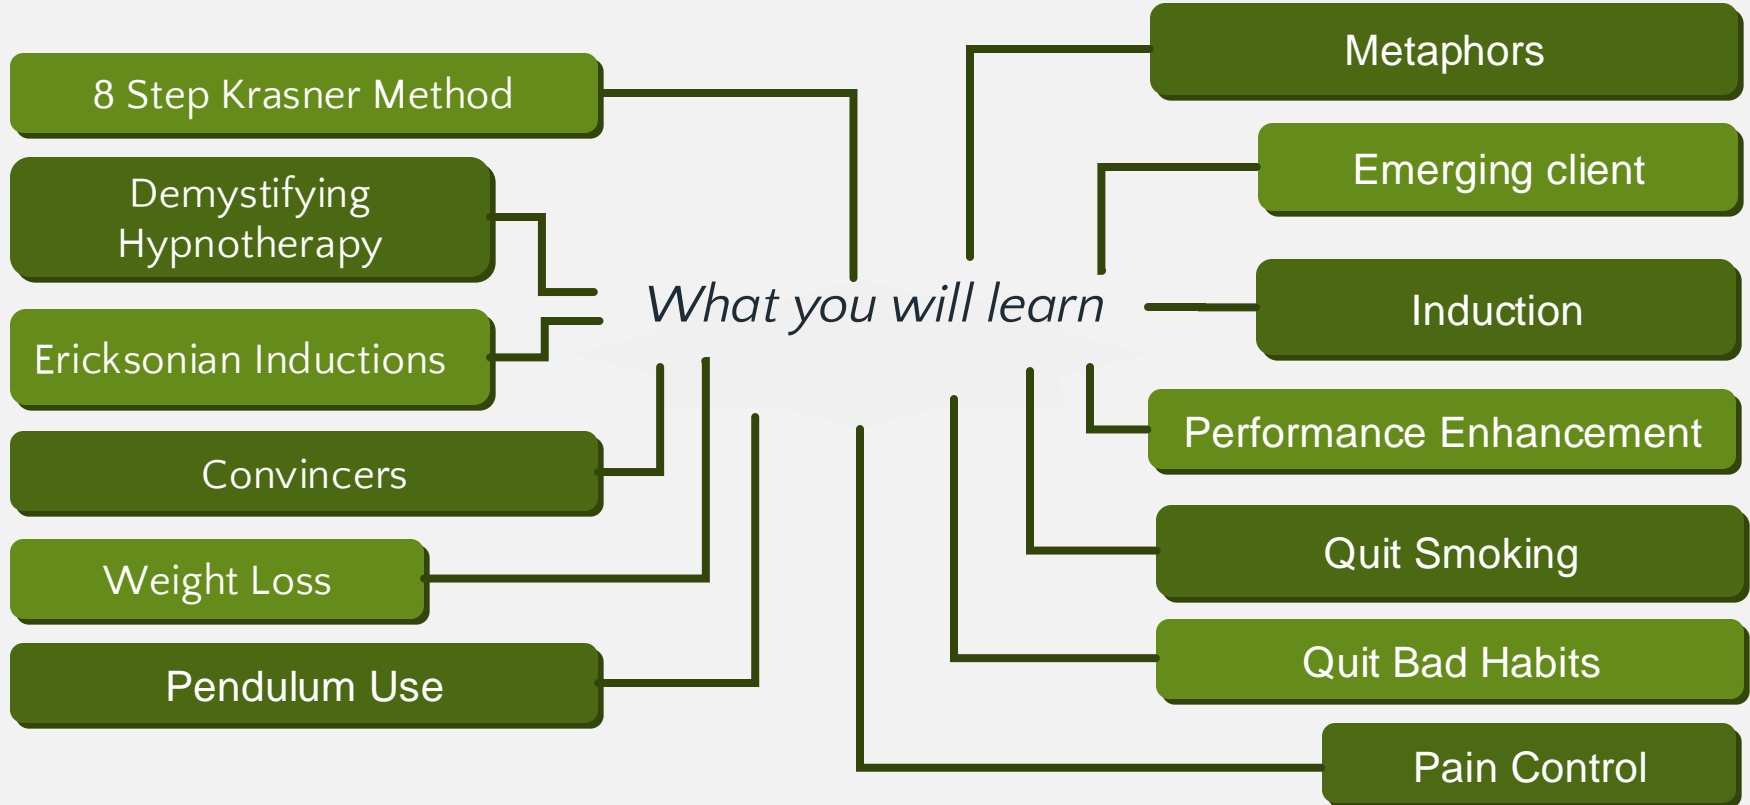 8 Step Krasner Method
Demystifying
Hypnotherapy
Ericksonian Inductions
Convincers
Weight Loss
Pendulum Use
What you will learn
Metaphors
Emerging client
Induction
Performance Enhancement
Quit Smoking
Quit Bad Habits
Pain Control